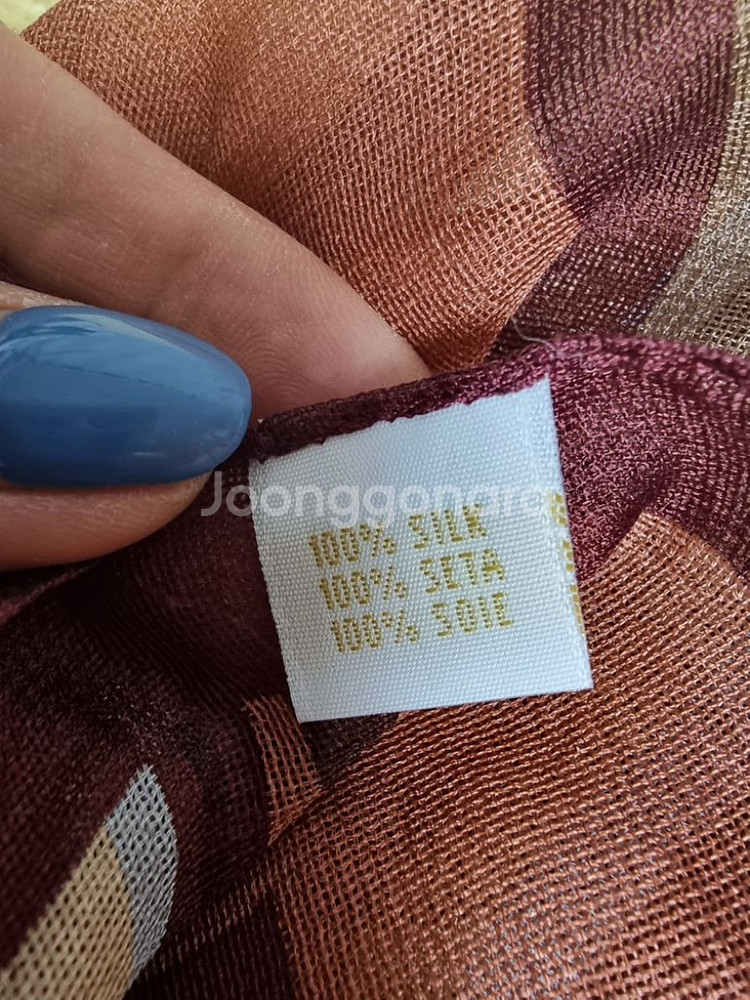 Joonggonara
100% SILK
100% SETA
100% SOIE